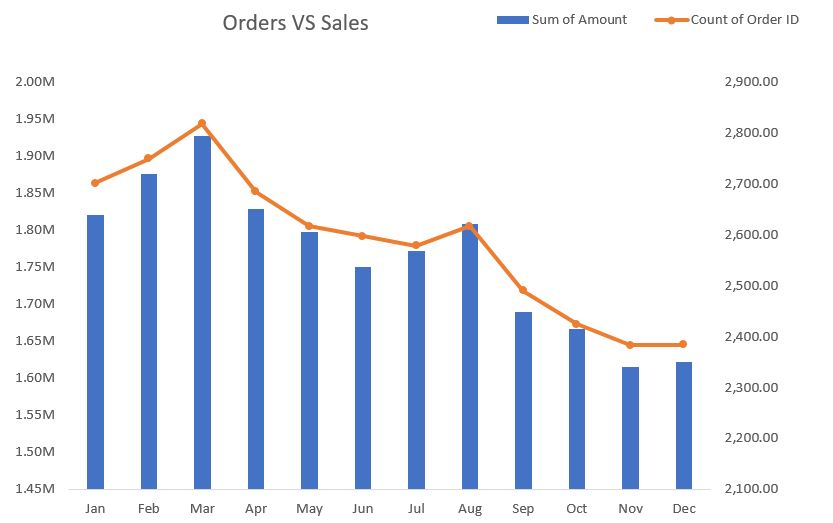 Orders VS Sales
Sum of Amount
Count of Order ID
2.00M
1.95M
1.90M
1.85M
1.80M
1.75M
1.70M
1.65M
1.60M
1.55M
1.50M
1.45M
2,900.00
2,800.00
2,700.00
2,600.00
2,500.00
2,400.00
2,300.00
2,200.00
2,100.00
Jan Feb Mar Apr May Jun Jul Aug Sep Oct Nov Dec